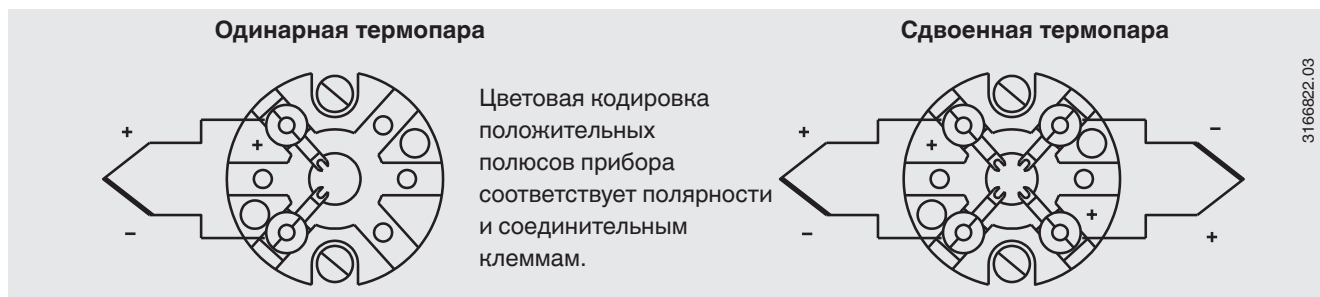 Одинарная термопара
Сдвоенная термопара
Цветовая кодировка
положительных
полюсов прибора
соответствует полярности
и соединительным
клеммам.
+
–
+
+
–
+
–
+
+
3166822.03